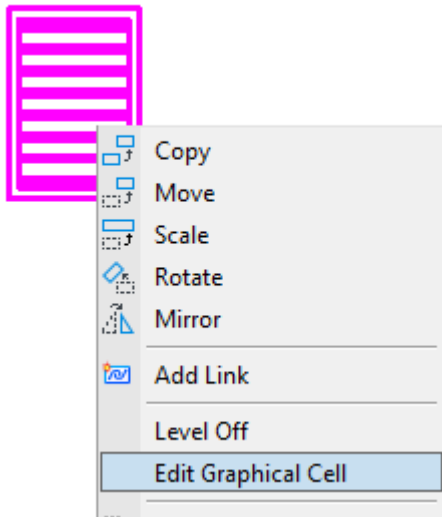 Copy
Move
Scale
Rotate
Mirror
Add Link
Level Off
Edit Graphical Cell